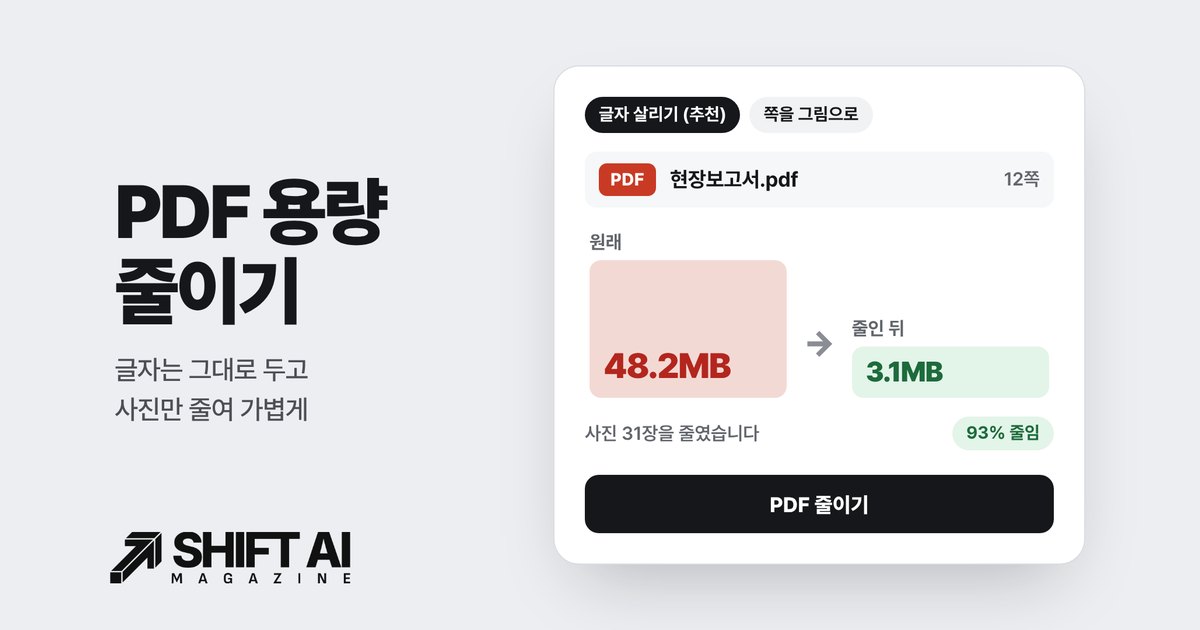 PDF 용량
줄이기
글자는 그대로 두고
사진만 줄여 가볍게
SHIFT AI
MAGAZINE
글자 살리기 (추천)
쪽을 그림으로
PDF
현장보고서.pdf
12쪽
원래
48.2MB
→
줄인 뒤
3.1MB
사진 31장을 줄였습니다
93% 줄임
PDF 줄이기